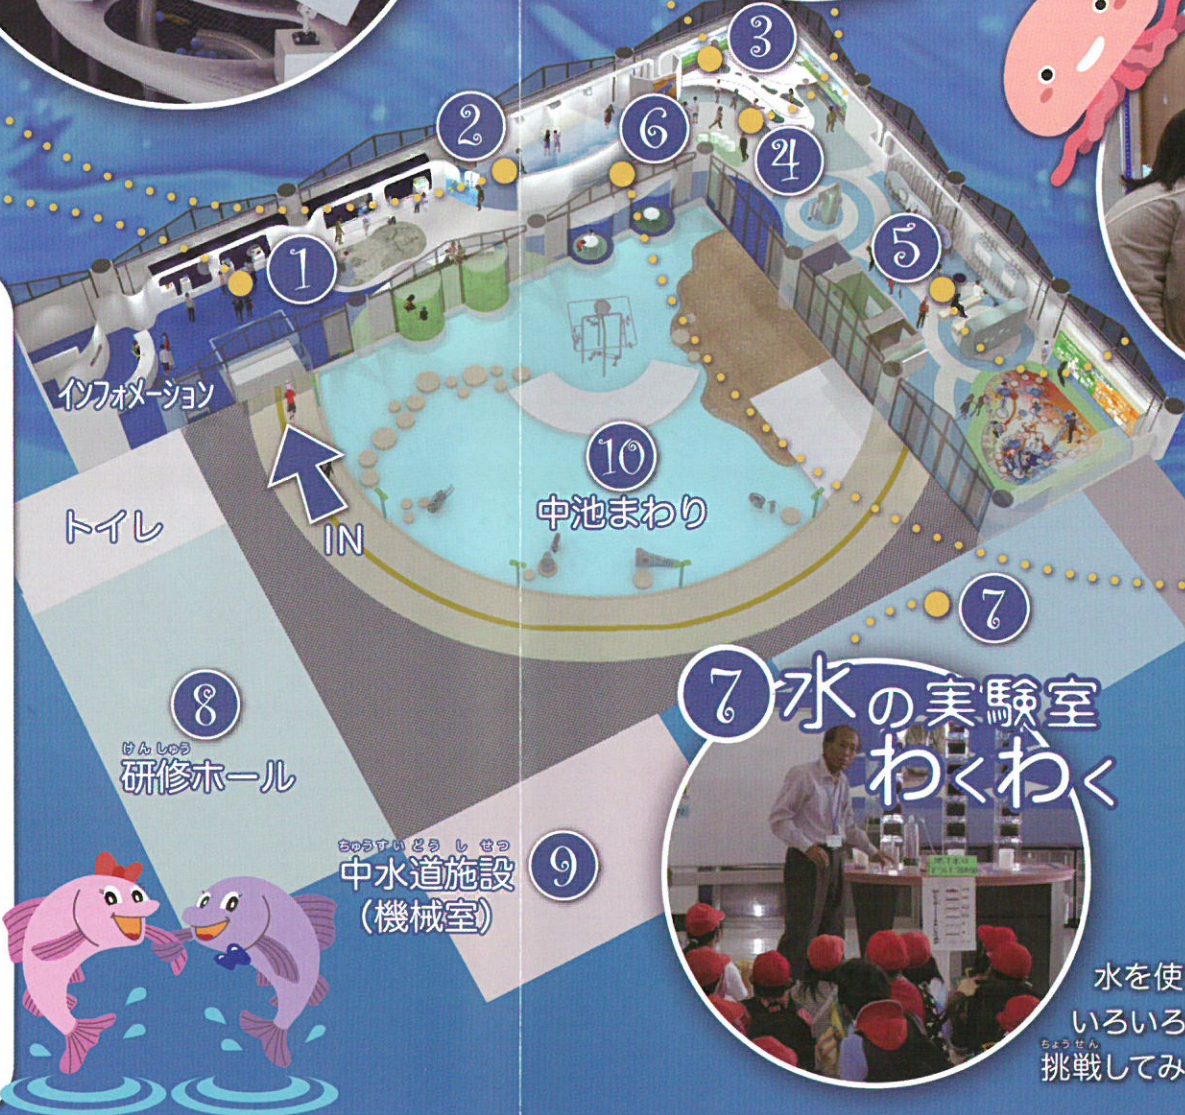 3
2
6
4
1
5
インフォメーション
10
中池まわり
トイレ
IN
7
7 水の実験室
わくわく
8
けんしゅう
研修ホール
ちゅうすいどうしせつ
中水道施設
(機械室)
9
水を使
いろいろ
ちょうせん
挑戦してみ